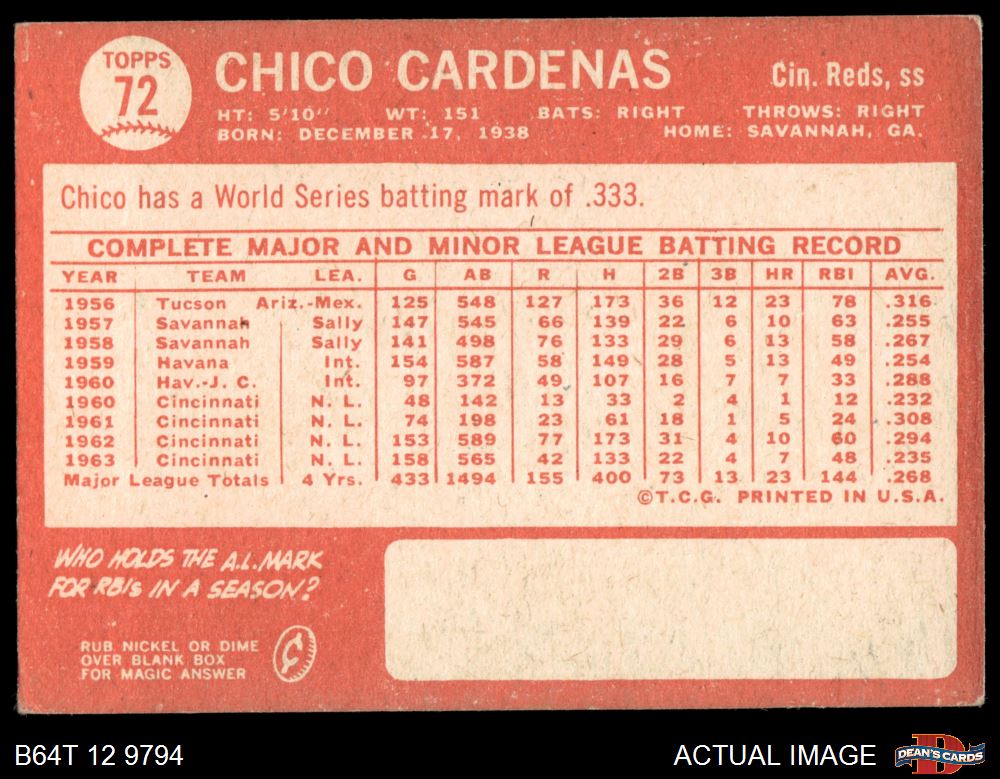 TOPPS
72
CHICO CARDENAS
Cin. Reds, ss
HT: 5'10" WT: 151 BATS: RIGHT THROWS: RIGHT
BORN: DECEMBER 17, 1938 HOME: SAVANNAH, GA.
Chico has a World Series batting mark of .333.
COMPLETE MAJOR AND MINOR LEAGUE BATTING RECORD
YEAR TEAM LEA. G AB R H 2B 3B HR RBI AVG.
1956 Tucson Ariz.-Mex. 125 548 127 173 36 12 23 78 .316
1957 Savannah Sally 147 545 66 139 22 6 10 63 .255
1958 Savannah Sally 141 498 76 133 29 6 13 58 .267
1959 Havana Int. 154 587 58 149 28 5 13 49 .254
1960 Hav.-J. C. Int. 97 372 49 107 16 7 7 33 .288
1960 Cincinnati N. L. 48 142 13 33 2 4 1 12 .232
1961 Cincinnati N. L. 74 198 23 61 18 1 5 24 .308
1962 Cincinnati N. L. 153 589 77 173 31 4 10 60 .294
1963 Cincinnati N. L. 158 565 42 133 22 4 7 48 .235
Major League Totals 4 Yrs. 433 1494 155 400 73 13 23 144 .268
©T.C.G. PRINTED IN U.S.A.
WHO HOLDS THE A.L. MARK
FOR RBIs IN A SEASON?
RUB NICKEL OR DIME
OVER BLANK BOX
FOR MAGIC ANSWER
¢
B64T 12 9794
ACTUAL IMAGE
D
DEAN'S CARDS